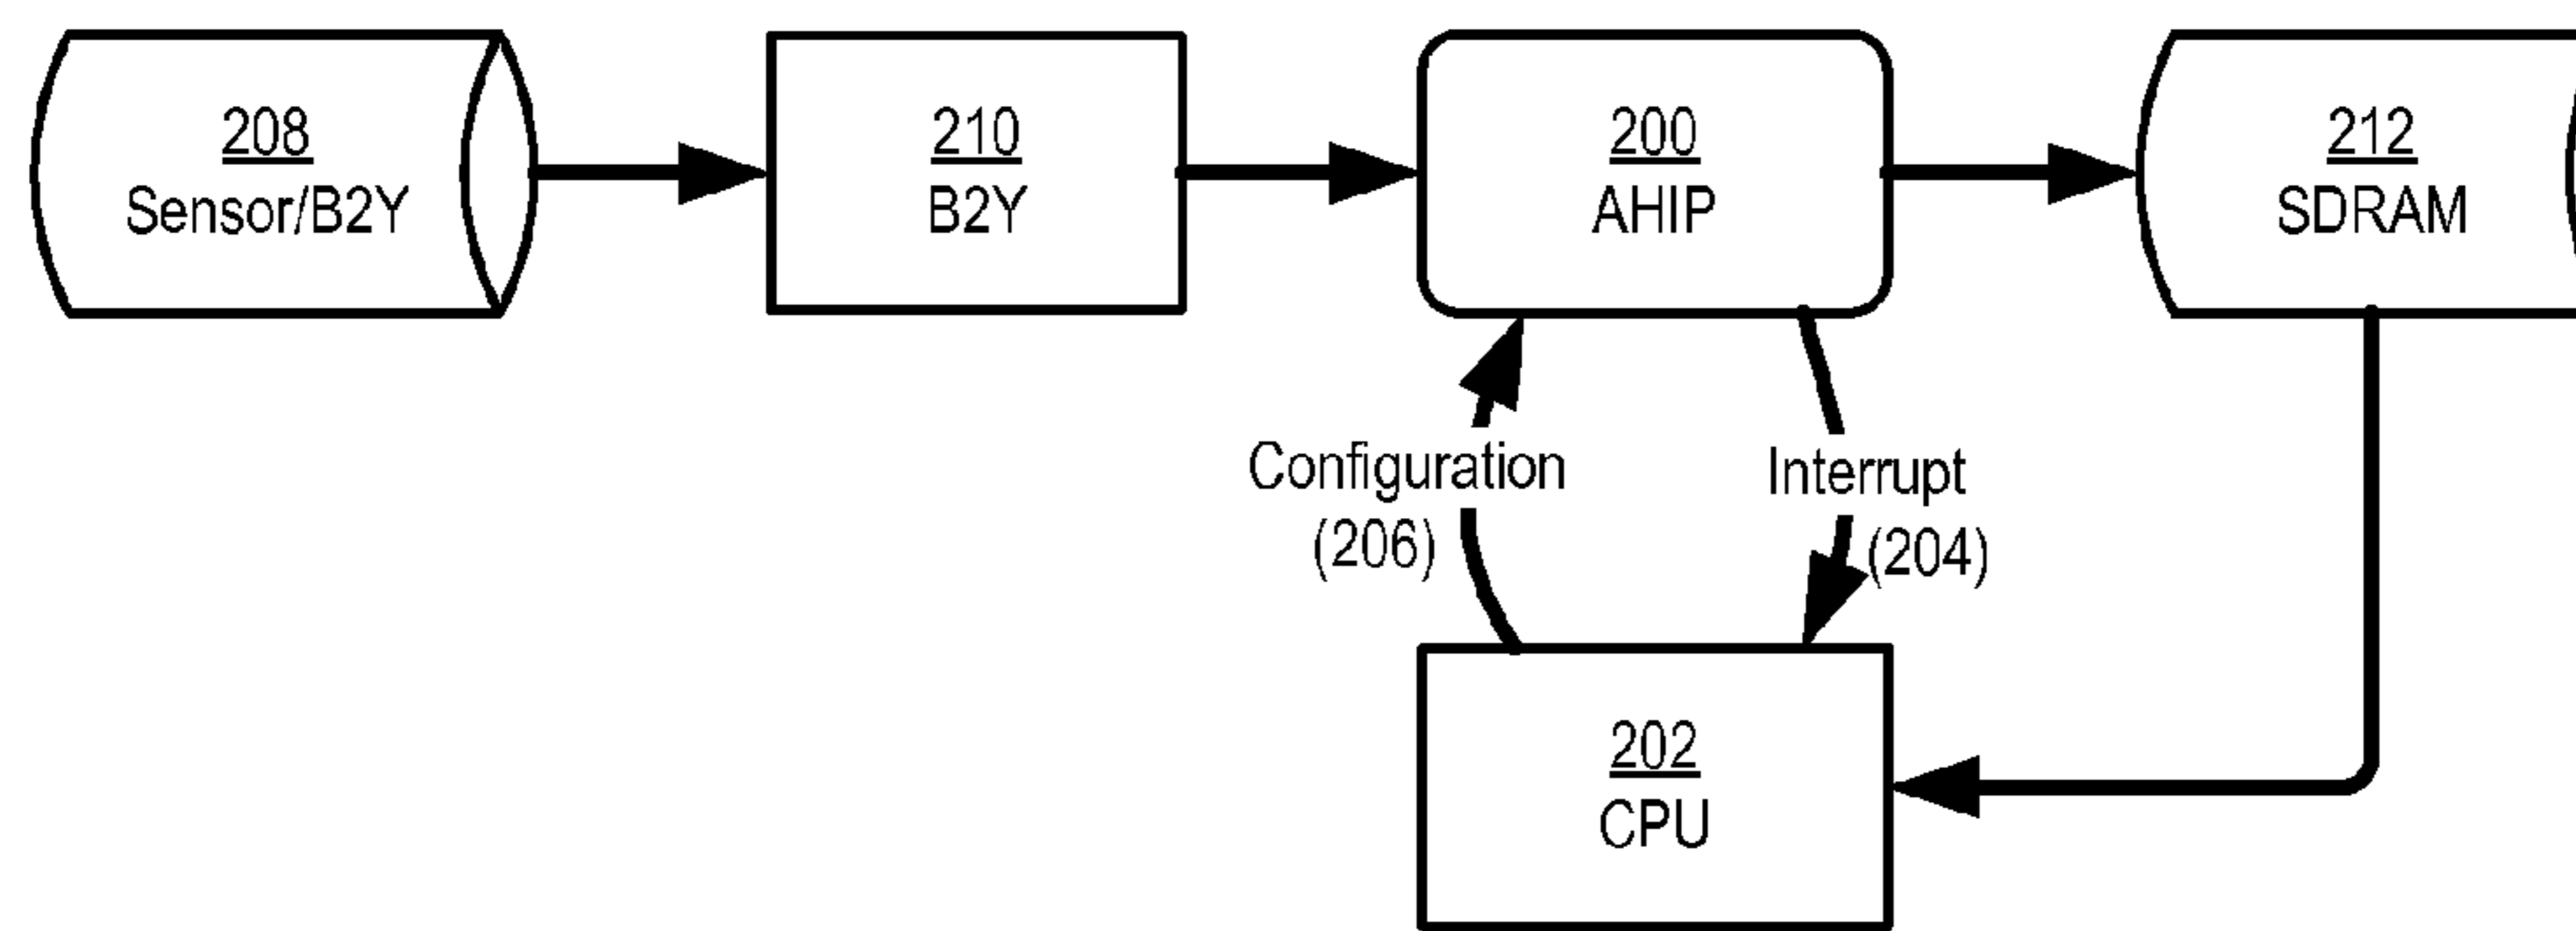 208
Sensor/B2Y
210
B2Y
200
AHIP
212
SDRAM
Configuration
(206)
Interrupt
(204)
202
CPU